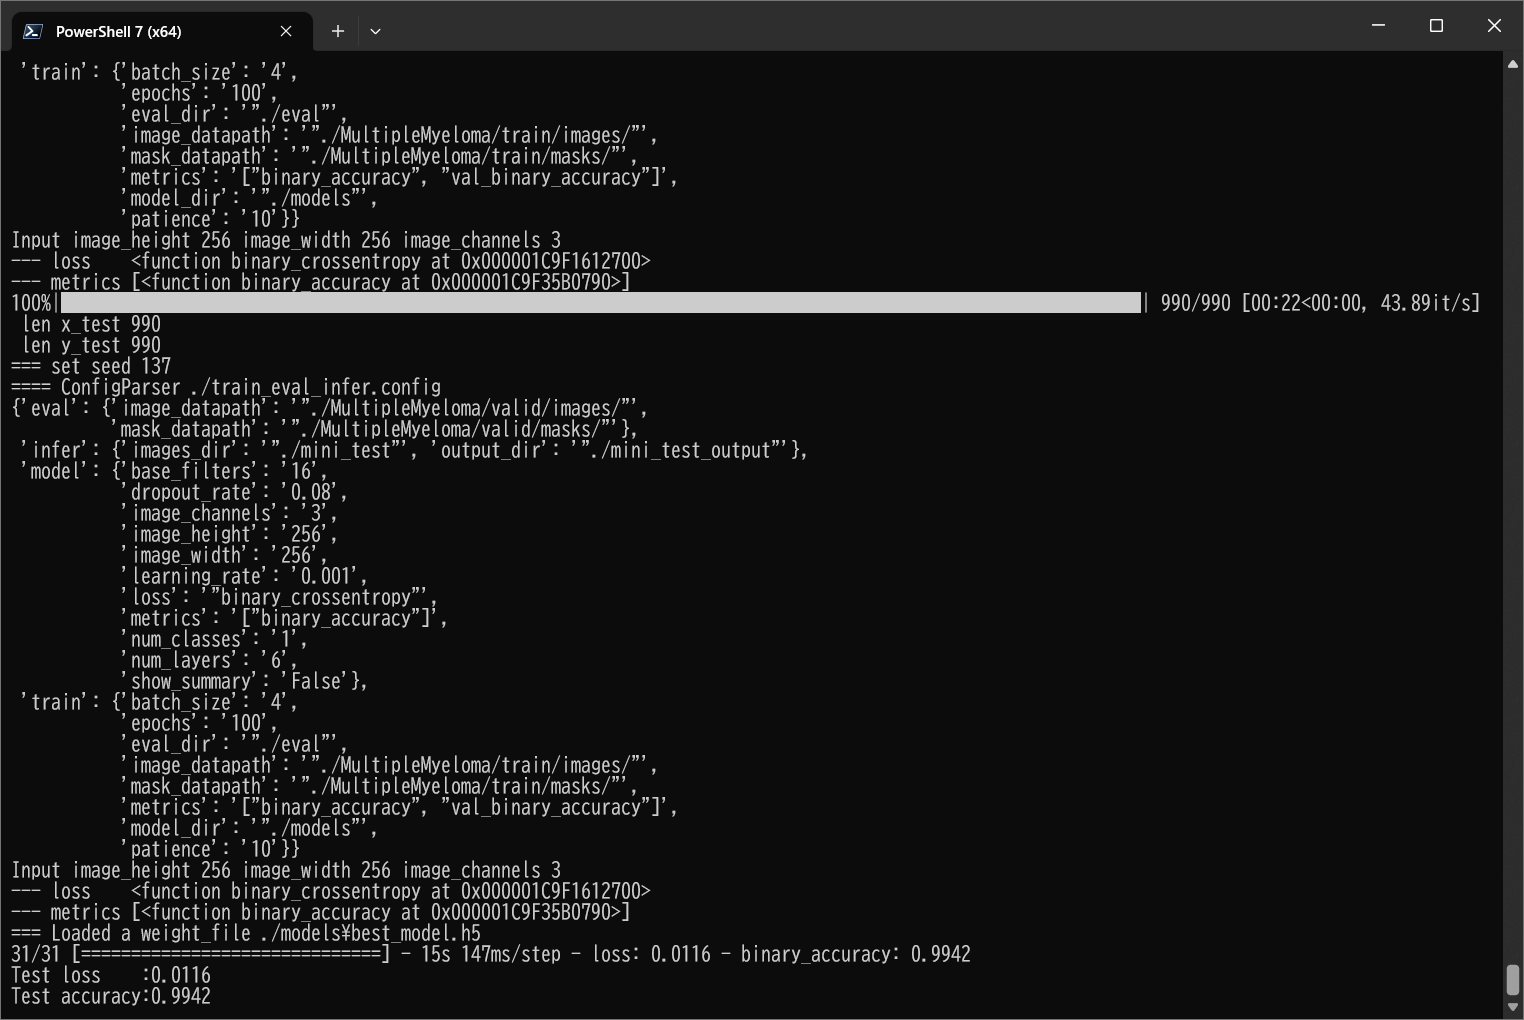 PowerShell 7 (x64)
'train': {'batch_size': '4',
'epochs': '100',
'eval_dir': '"./eval"',
'image_datapath': '"./MultipleMyeloma/train/images/"',
'mask_datapath': '"./MultipleMyeloma/train/masks/"',
'metrics': '["binary_accuracy", "val_binary_accuracy"]',
'model_dir': '"./models"',
'patience': '10'}}
Input image_height 256 image_width 256 image_channels 3
--- loss    <function binary_crossentropy at 0x000001C9F1612700>
--- metrics [<function binary_accuracy at 0x000001C9F35B0790>]
100%| | 990/990 [00:22<00:00, 43.89it/s]
len x_test 990
len y_test 990
=== set seed 137
==== ConfigParser ./train_eval_infer.config
{'eval': {'image_datapath': '"./MultipleMyeloma/valid/images/"',
'mask_datapath': '"./MultipleMyeloma/valid/masks/"'},
'infer': {'images_dir': '"./mini_test"', 'output_dir': '"./mini_test_output"'},
'model': {'base_filters': '16',
'dropout_rate': '0.08',
'image_channels': '3',
'image_height': '256',
'image_width': '256',
'learning_rate': '0.001',
'loss': '"binary_crossentropy"',
'metrics': '["binary_accuracy"]',
'num_classes': '1',
'num_layers': '6',
'show_summary': 'False'},
'train': {'batch_size': '4',
'epochs': '100',
'eval_dir': '"./eval"',
'image_datapath': '"./MultipleMyeloma/train/images/"',
'mask_datapath': '"./MultipleMyeloma/train/masks/"',
'metrics': '["binary_accuracy", "val_binary_accuracy"]',
'model_dir': '"./models"',
'patience': '10'}}
Input image_height 256 image_width 256 image_channels 3
--- loss    <function binary_crossentropy at 0x000001C9F1612700>
--- metrics [<function binary_accuracy at 0x000001C9F35B0790>]
=== Loaded a weight_file ./models¥best_model.h5
31/31 [==============================] - 15s 147ms/step - loss: 0.0116 - binary_accuracy: 0.9942
Test loss    :0.0116
Test accuracy:0.9942